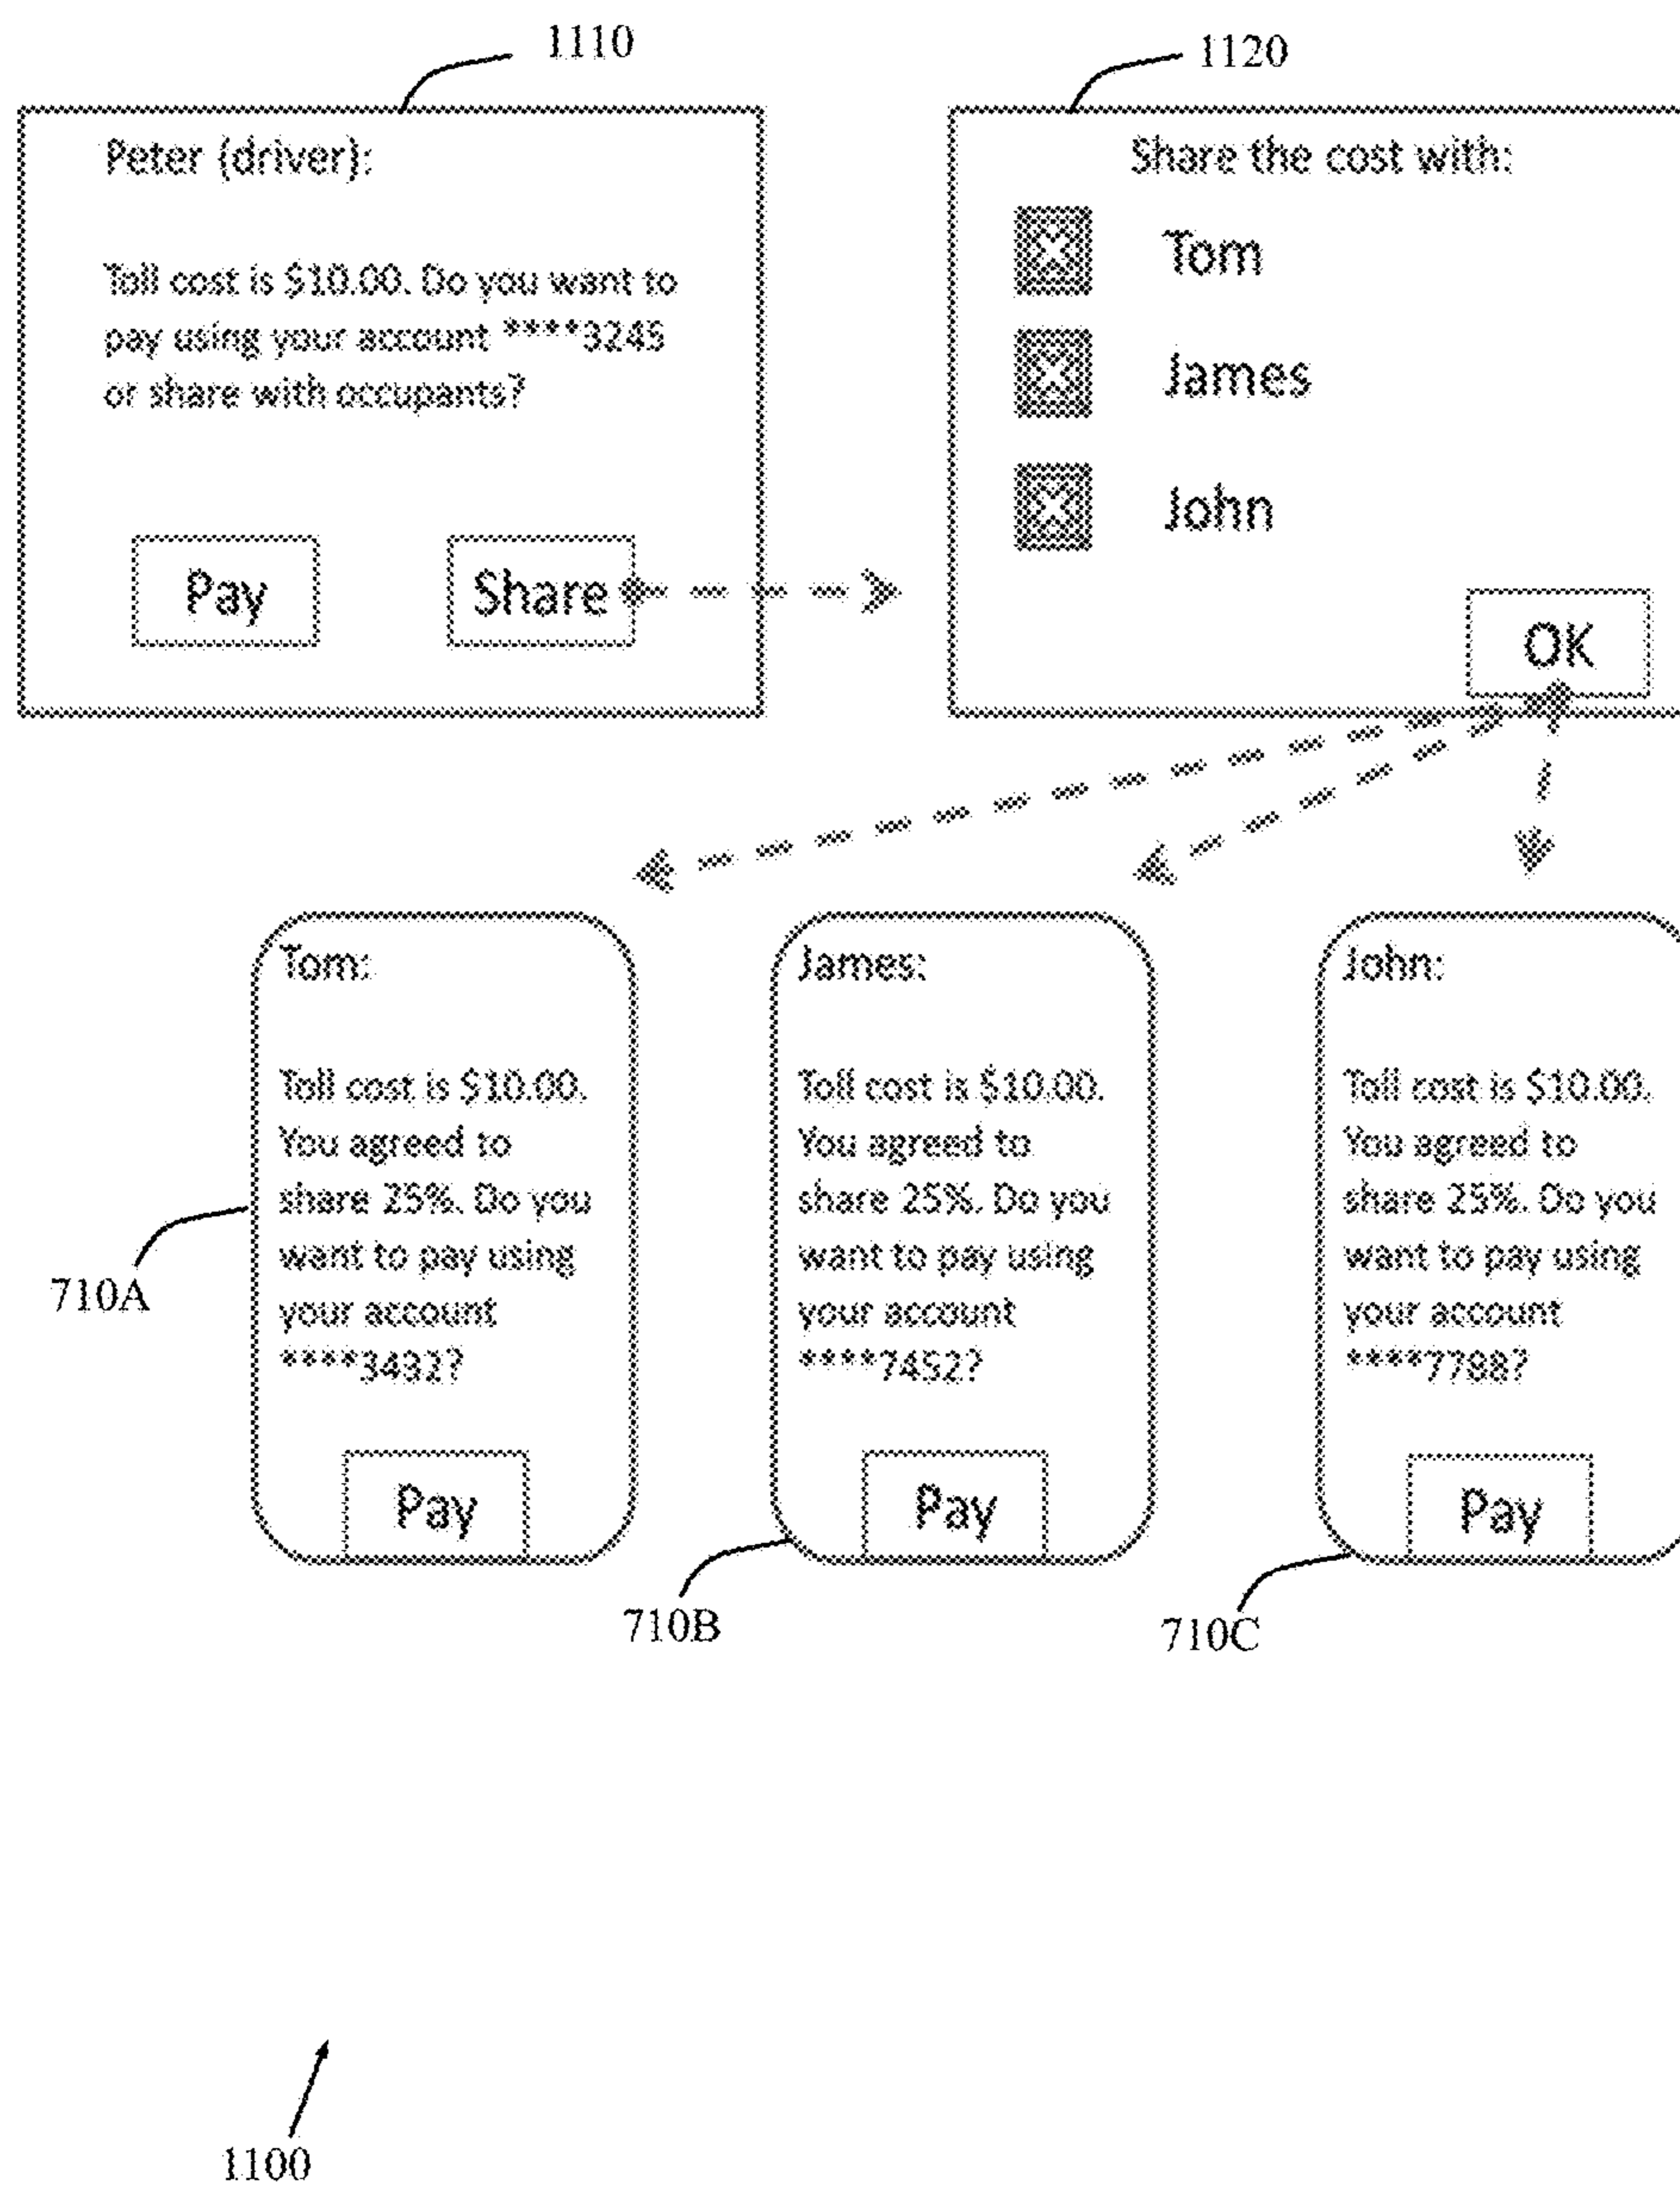 1110
Peter (driver):
Toll cost is $10.00. Do you want to
pay using your account ****3245
or share with occupants?
Pay
Share
1120
Share the cost with:
Tom
James
John
OK
Tom:
Toll cost is $10.00.
You agreed to
share 25%. Do you
want to pay using
your account
****3492?
Pay
710A
James:
Toll cost is $10.00.
You agreed to
share 25%. Do you
want to pay using
your account
****7452?
Pay
710B
John:
Toll cost is $10.00.
You agreed to
share 25%. Do you
want to pay using
your account
****7798?
Pay
710C
1100